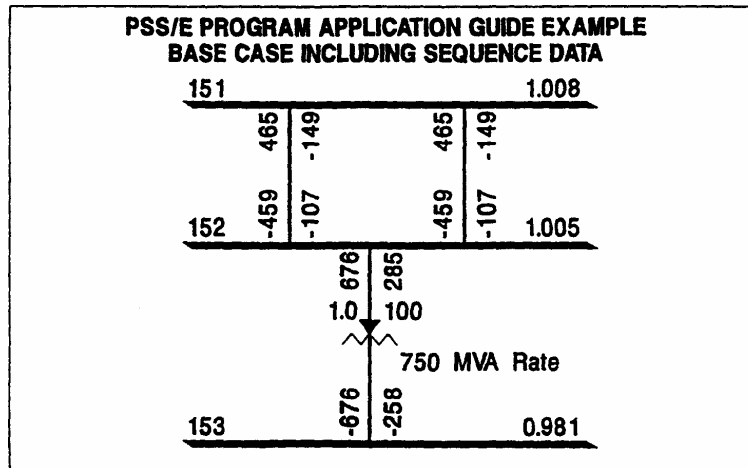 PSS/E PROGRAM APPLICATION GUIDE EXAMPLE
BASE CASE INCLUDING SEQUENCE DATA
151 1.008
465 -149 465 -149
-459 -107 -459 -107
152 1.005
676 285
1.0 100
750 MVA Rate
-676 -258
153 0.981